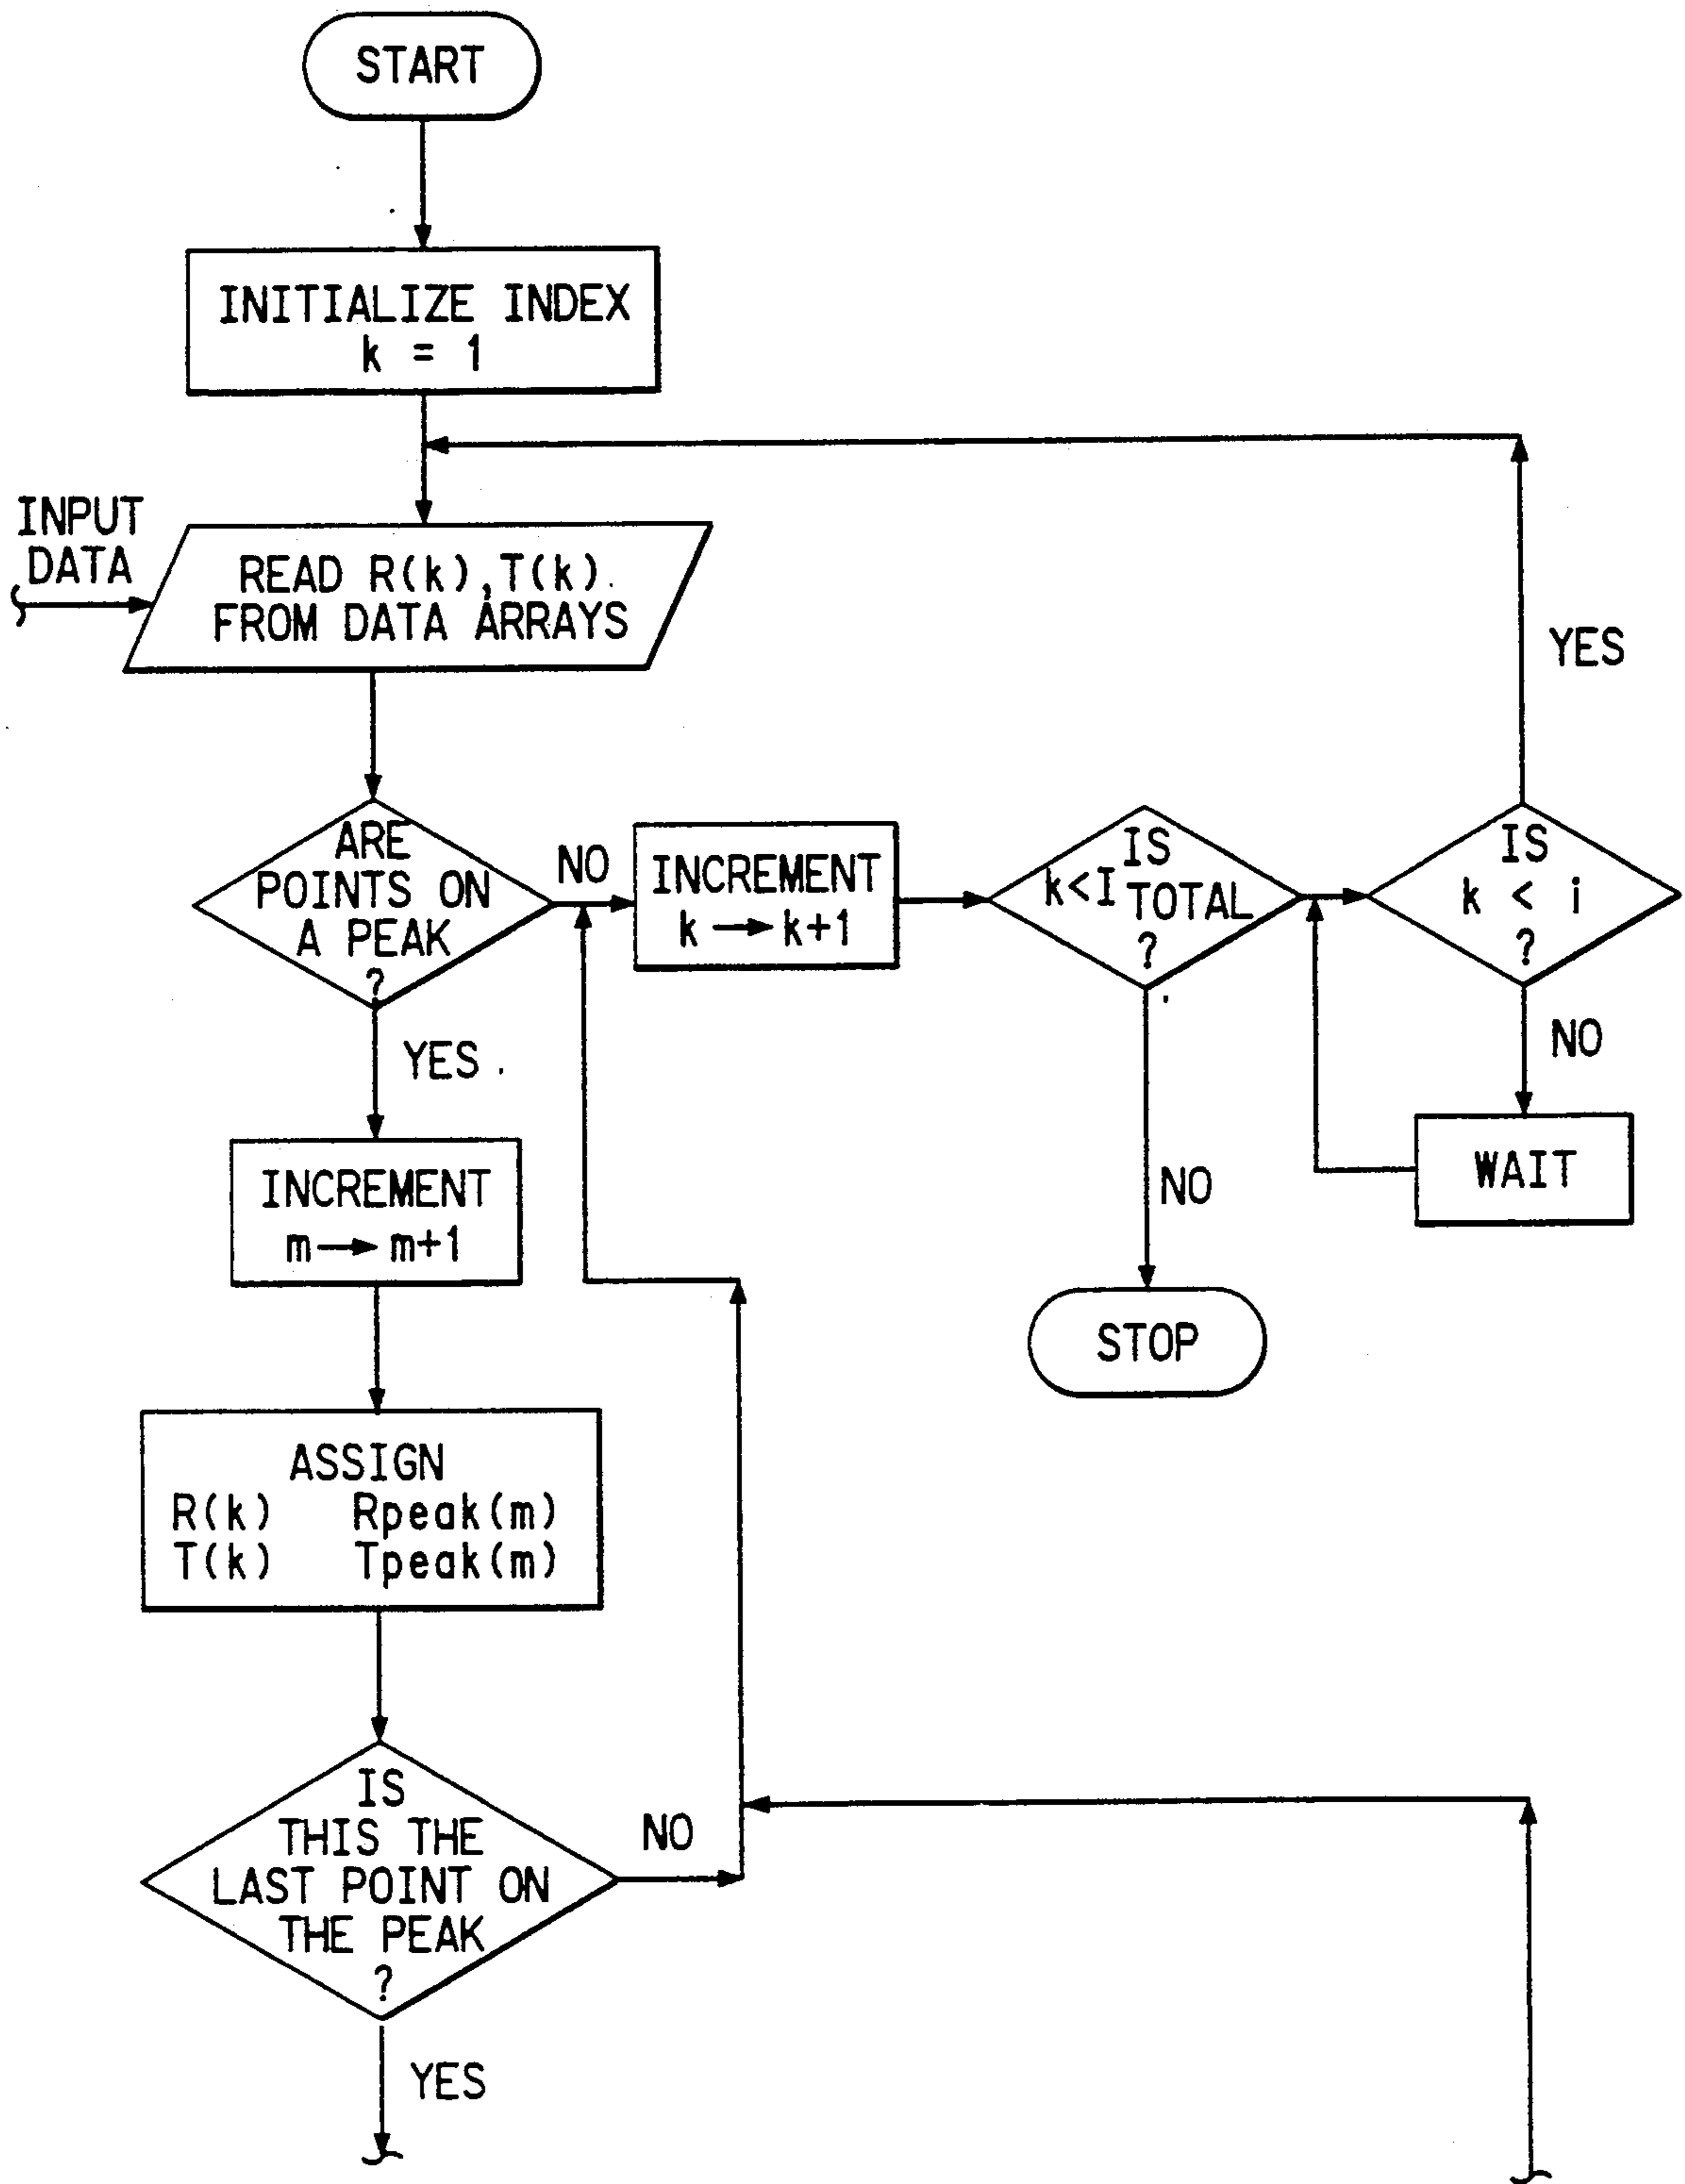 START
INITIALIZE INDEX
k = 1
INPUT
DATA
READ R(k),T(k)
FROM DATA ARRAYS
YES
ARE
POINTS ON
A PEAK
?
NO
INCREMENT
k → k+1
IS
k<I TOTAL
?
IS
k < i
?
YES
NO
NO
WAIT
INCREMENT
m → m+1
STOP
ASSIGN
R(k) Rpeak(m)
T(k) Tpeak(m)
IS
THIS THE
LAST POINT ON
THE PEAK
?
NO
YES